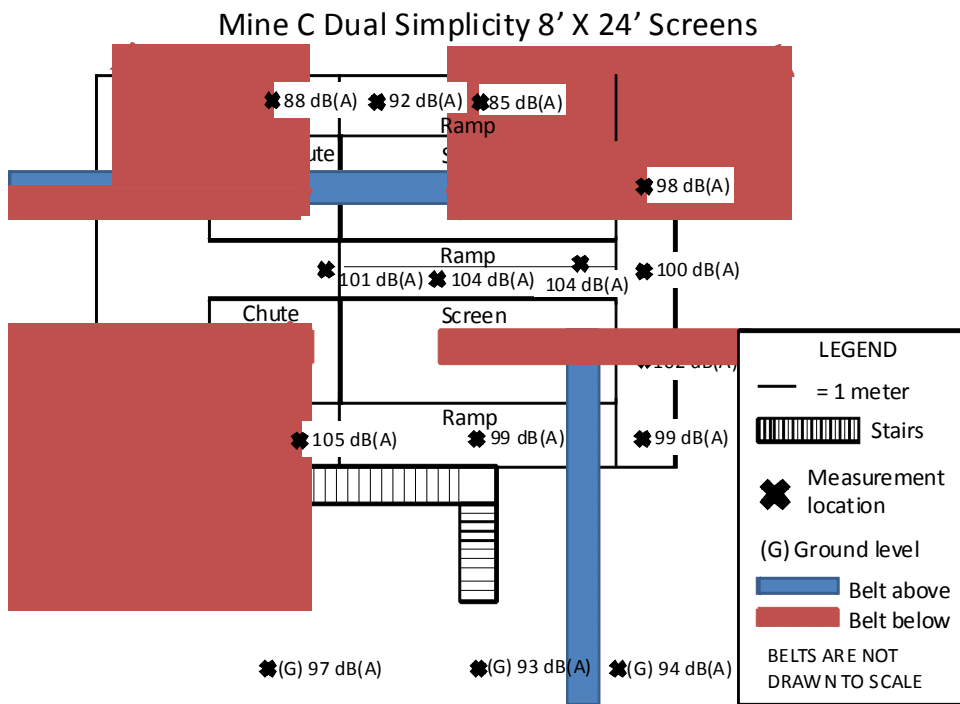 Mine C Dual Simplicity 8’ X 24’ Screens
88 dB(A)
92 dB(A)
85 dB(A)
Ramp
98 dB(A)
Ramp
101 dB(A)
104 dB(A)
104 dB(A)
100 dB(A)
Chute
Screen
Ramp
105 dB(A)
99 dB(A)
99 dB(A)
(G) 97 dB(A)
(G) 93 dB(A)
(G) 94 dB(A)
LEGEND
= 1 meter
Stairs
Measurement
location
(G) Ground level
Belt above
Belt below
BELTS ARE NOT
DRAWN TO SCALE